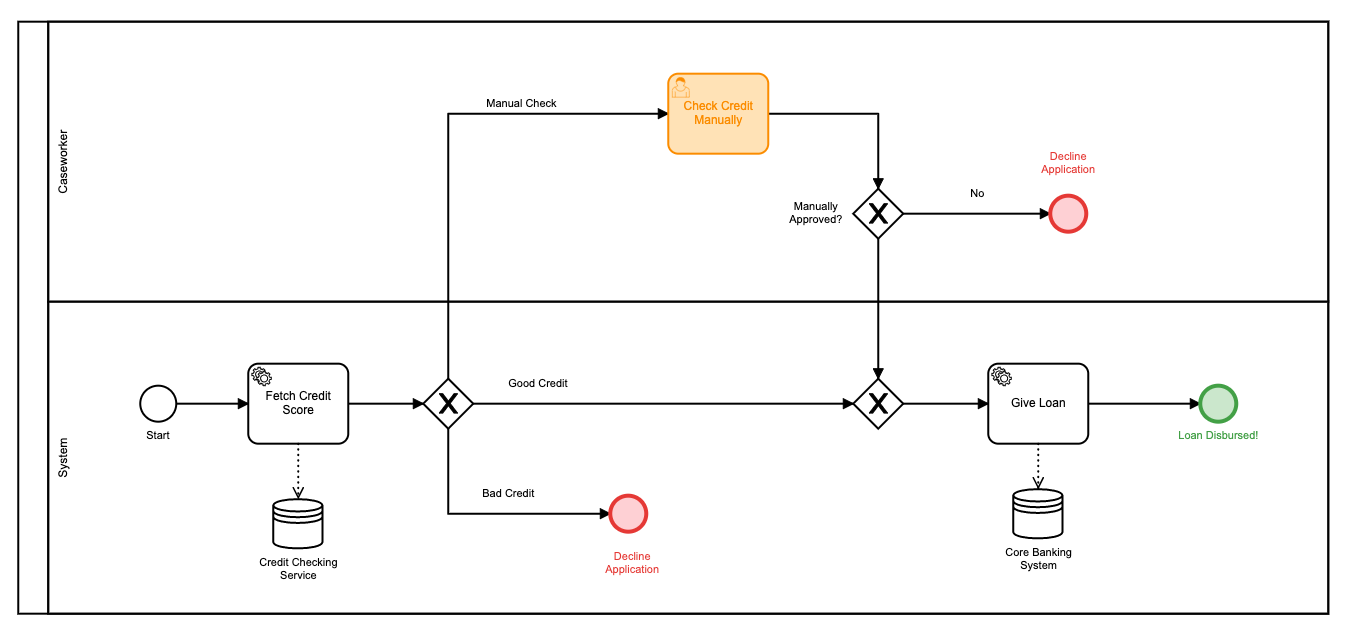 Caseworker
Manual Check
Check Credit
Manually
Manually
Approved?
No
Decline
Application
System
Start
Fetch Credit
Score
Credit Checking
Service
Good Credit
Bad Credit
Decline
Application
Give Loan
Core Banking
System
Loan Disbursed!